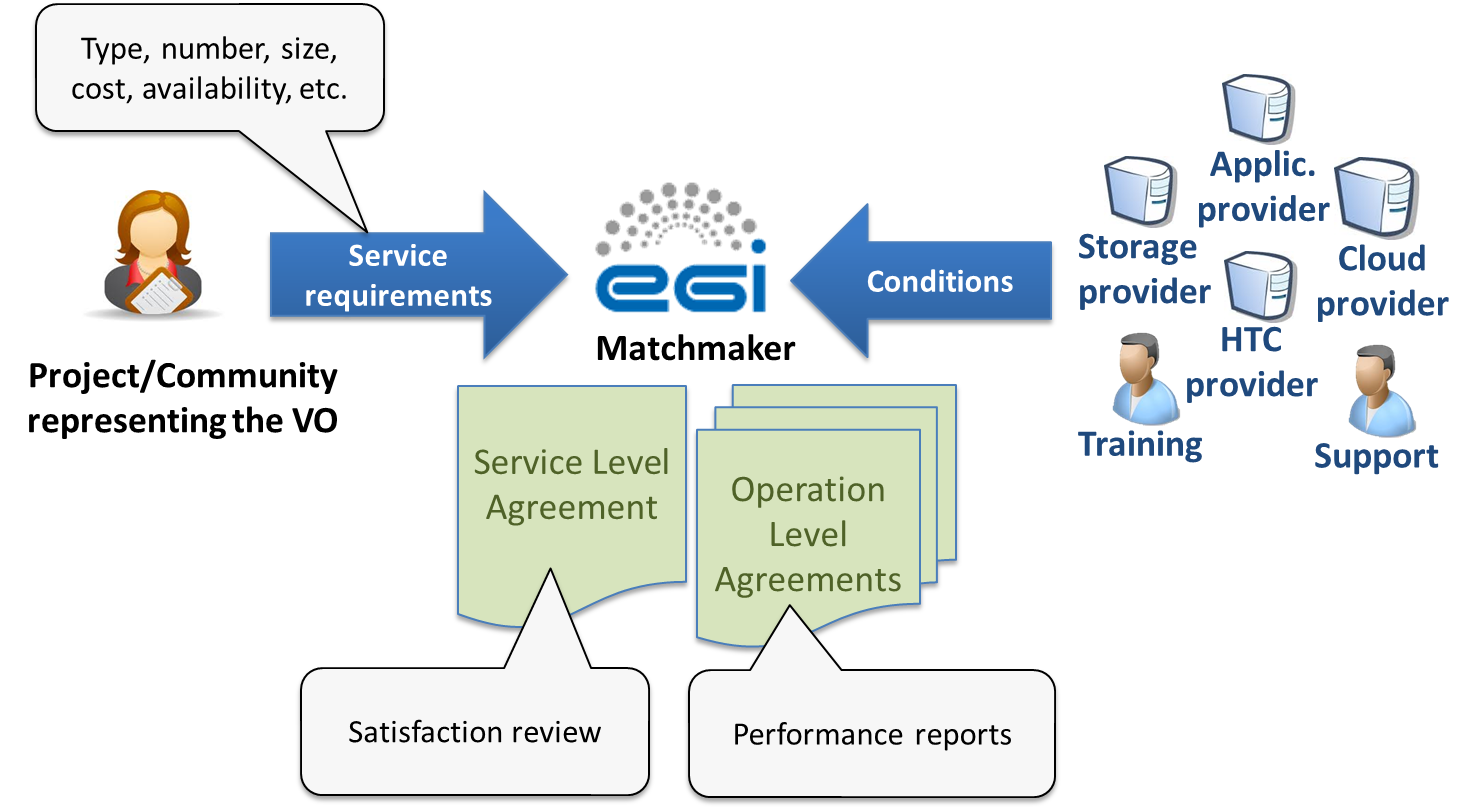 Type, number, size,
cost, availability, etc.
Service
requirements
Project/Community
representing the VO
egi
Matchmaker
Conditions
Applic.
provider
Storage
provider
Cloud
provider
HTC
provider
Training
Support
Service Level
Agreement
Operation
Level
Agreements
Satisfaction review
Performance reports